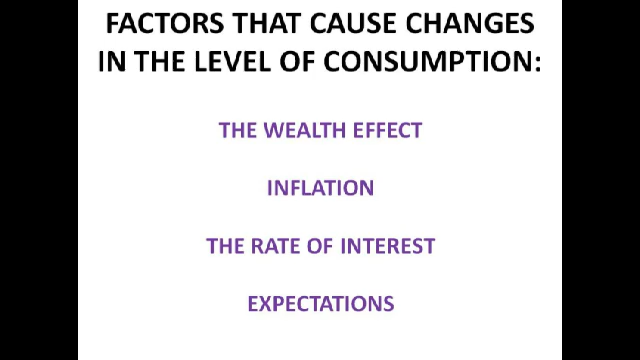 FACTORS THAT CAUSE CHANGES
IN THE LEVEL OF CONSUMPTION:
THE WEALTH EFFECT
INFLATION
THE RATE OF INTEREST
EXPECTATIONS